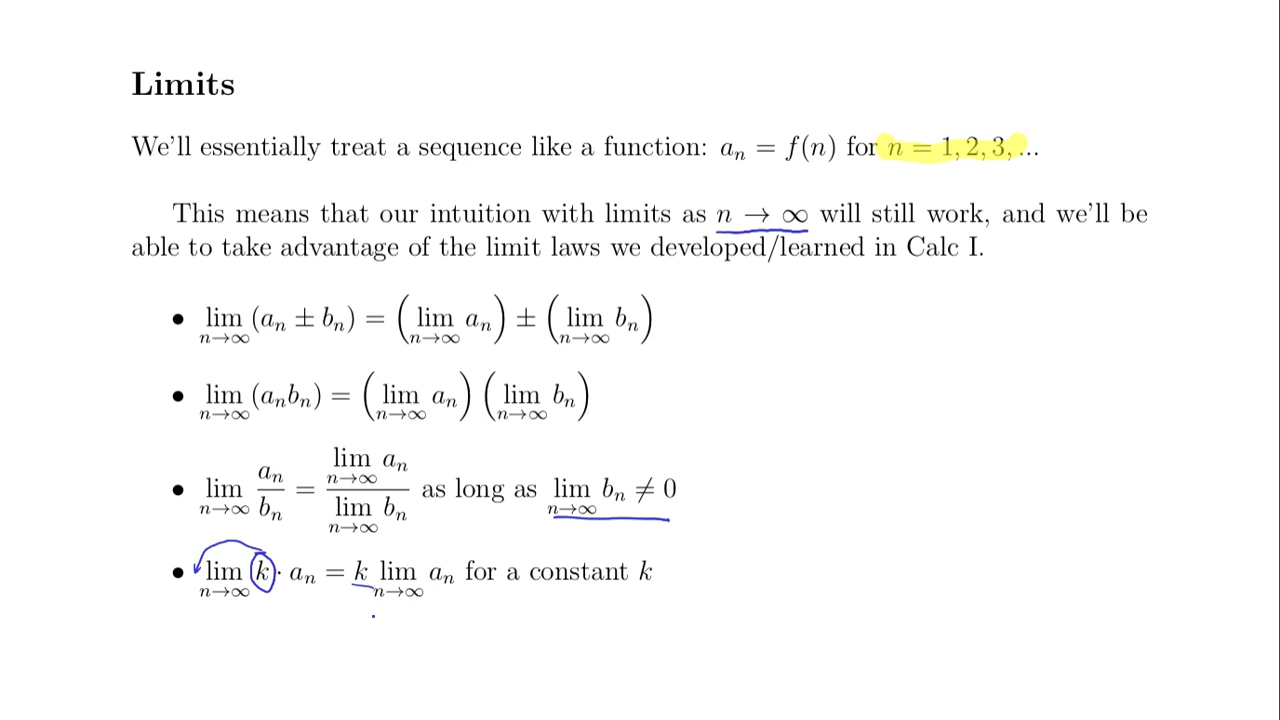 Limits
We'll essentially treat a sequence like a function: aₙ = f(n) for n = 1, 2, 3, ...
This means that our intuition with limits as n → ∞ will still work, and we'll be
able to take advantage of the limit laws we developed/learned in Calc I.
• lim_{n→∞} (aₙ ± bₙ) = (lim_{n→∞} aₙ) ± (lim_{n→∞} bₙ)
• lim_{n→∞} (aₙbₙ) = (lim_{n→∞} aₙ) (lim_{n→∞} bₙ)
• lim_{n→∞} aₙ/bₙ = (lim_{n→∞} aₙ)/(lim_{n→∞} bₙ) as long as lim_{n→∞} bₙ ≠ 0
• lim_{n→∞} k · aₙ = k lim_{n→∞} aₙ for a constant k